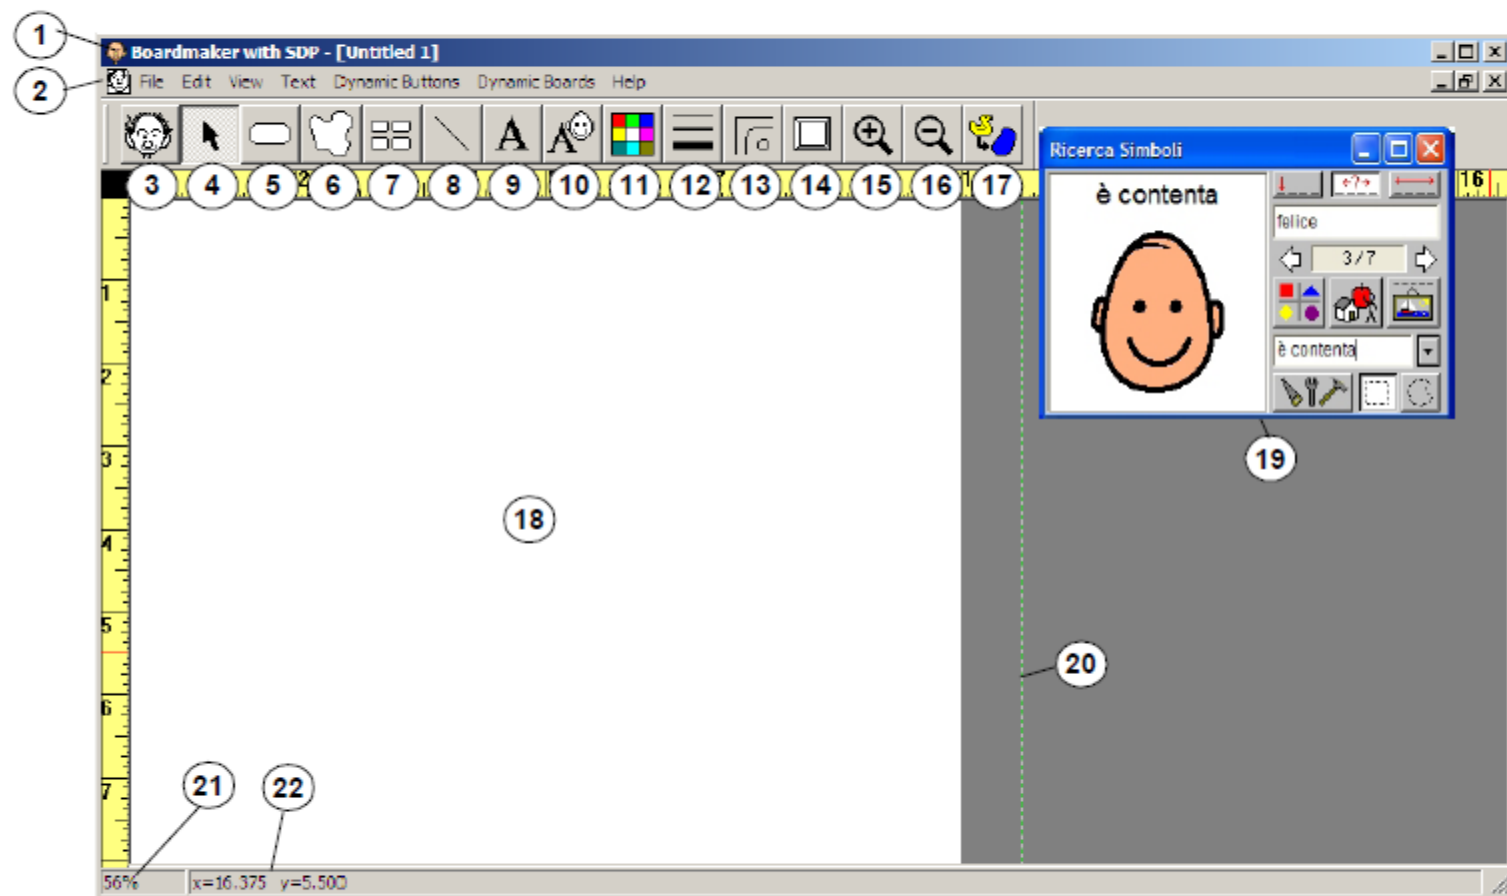 1
Boardmaker with SDP - [Untitled 1]
2
File Edit View Text Dynamic Buttons Dynamic Boards Help
A A
3 4 5 6 7 8 9 10 11 12 13 14 15 16 17
16
Ricerca Simboli
è contenta
felice
3/7
è contenta
19
1
2
3
4
5
6
7
18
20
21 22
56% x=16.375 y=5.500